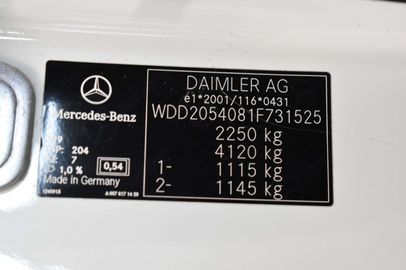 DAIMLER AG
e1*2001/116*0431
WDD2054081F731525
2250 kg
4120 kg
1- 1115 kg
2- 1145 kg
Mercedes-Benz
204
7
1,0 %
0,54
Made in Germany